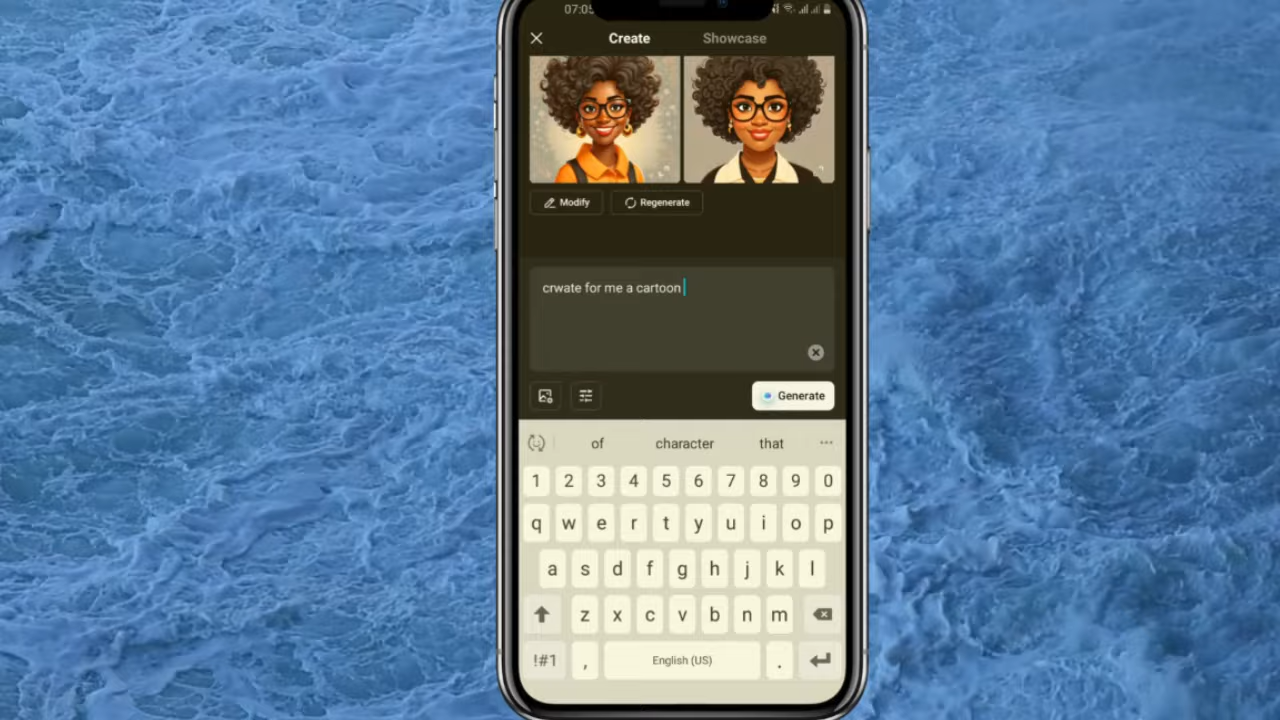 07:05
Create Showcase
Modify Regenerate
crwate for me a cartoon
Generate
of character that ...
1 2 3 4 5 6 7 8 9 0
q w e r t y u i o p
a s d f g h j k l
z x c v b n m
!#1 , English (US) .